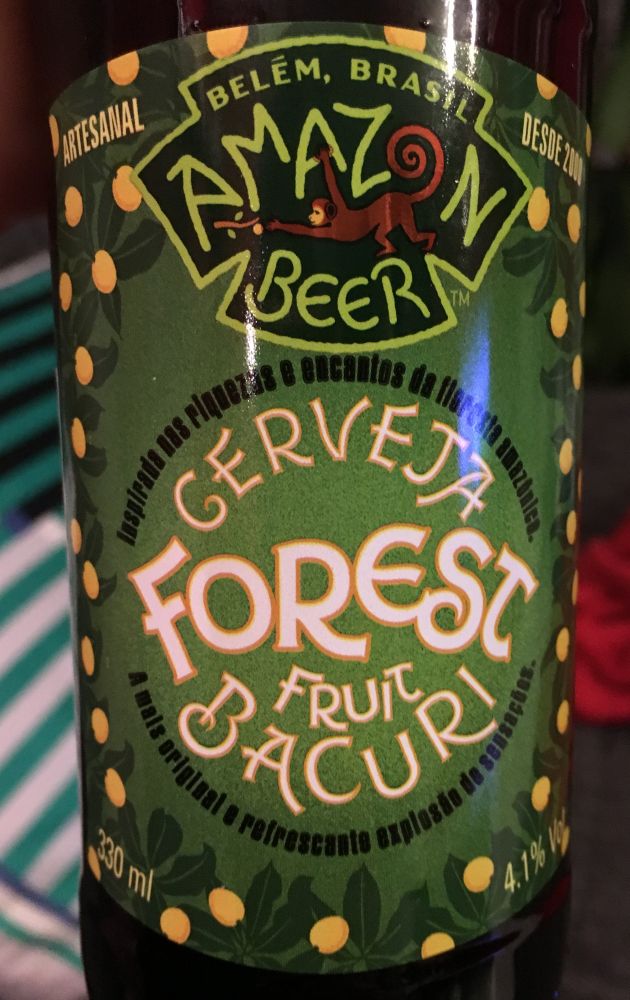 BELÉM, BRASIL
ARTESANAL
DESDE 2000
AMAZON
BEER
TM
Inspirada nas riquezas e encantos da floresta amazônica.
CERVEJA
FOREST
FRUIT
BACURI
A mais original e refrescante explosão de sensações.
330 ml
4.1% Vol